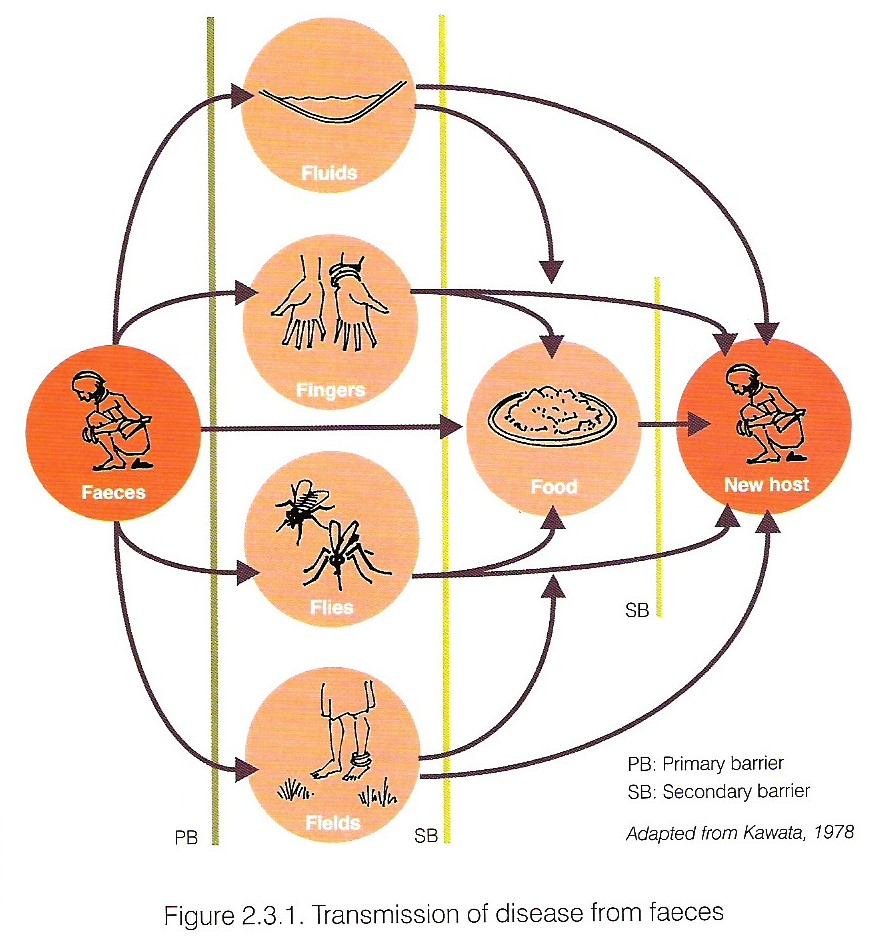 Fluids
Fingers
Faeces
Food
New host
Flies
SB
Fields
PB
SB
PB: Primary barrier
SB: Secondary barrier
Adapted from Kawata, 1978
Figure 2.3.1. Transmission of disease from faeces